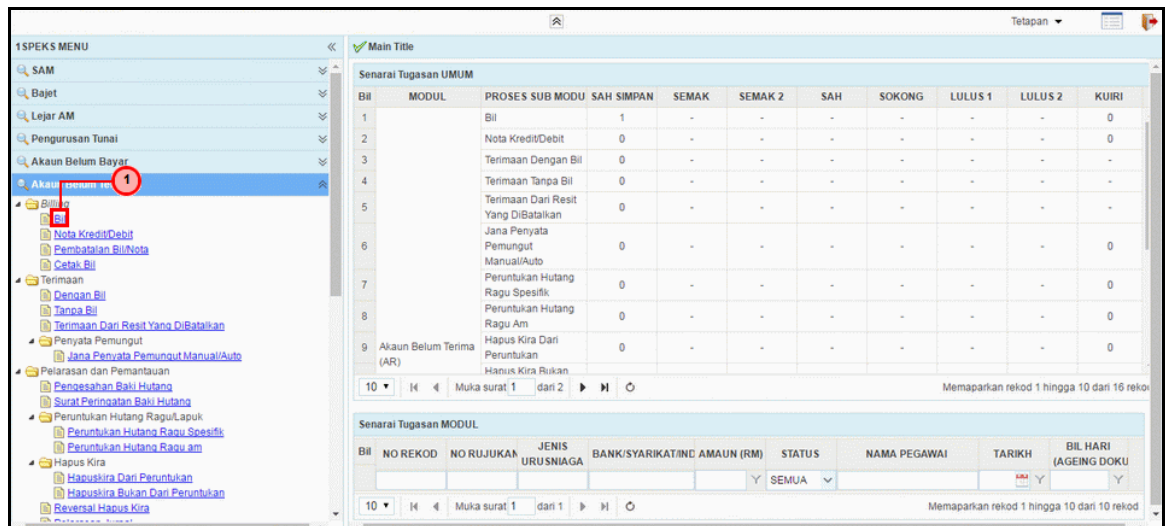 Tetapan
1SPEKS MENU
SAM
Bajet
Lejar AM
Pengurusan Tunai
Akaun Belum Bayar
Akaun Belum
1
Billing
Bil
Nota Kredit/Debit
Pembatalan Bil/Nota
Cetak Bil
Terimaan
Dengan Bil
Tanpa Bil
Terimaan Dari Resit Yang DiBatalkan
Penyata Pemungut
Jana Penyata Pemungut Manual/Auto
Pelarasan dan Pemantauan
Pengesahan Baki Hutang
Surat Peringatan Baki Hutang
Peruntukan Hutang Ragu/Lapuk
Peruntukan Hutang Ragu Spesifik
Peruntukan Hutang Ragu am
Hapus Kira
Hapuskira Dari Peruntukan
Hapuskira Bukan Dari Peruntukan
Reversal Hapus Kira
Pelarasan Jurnal
Main Title
Senarai Tugasan UMUM
Bil MODUL PROSES SUB MODU SAH SIMPAN SEMAK SEMAK 2 SAH SOKONG LULUS 1 LULUS 2 KUIRI
1 Bil 1 - - - - - - 0
2 Nota Kredit/Debit 0 - - - - - - 0
3 Terimaan Dengan Bil 0 - - - - - - -
4 Terimaan Tanpa Bil 0 - - - - - - -
5 Terimaan Dari Resit Yang DiBatalkan 0 - - - - - - -
6 Jana Penyata Pemungut Manual/Auto 0 - - - - - - 0
7 Peruntukan Hutang Ragu Spesifik 0 - - - - - - 0
8 Peruntukan Hutang Ragu Am 0 - - - - - - 0
9 Akaun Belum Terima (AR) Hapus Kira Dari Peruntukan 0 - - - - - - 0
Hapus Kira Bukan
10 Muka surat 1 dari 2 Memaparkan rekod 1 hingga 10 dari 16 reko
Senarai Tugasan MODUL
Bil NO REKOD NO RUJUKAN JENIS URUSNIAGA BANK/SYARIKAT/IND AMAUN (RM) STATUS NAMA PEGAWAI TARIKH BIL HARI (AGEING DOKU
SEMUA
10 Muka surat 1 dari 1 Memaparkan rekod 1 hingga 10 dari 10 rekod